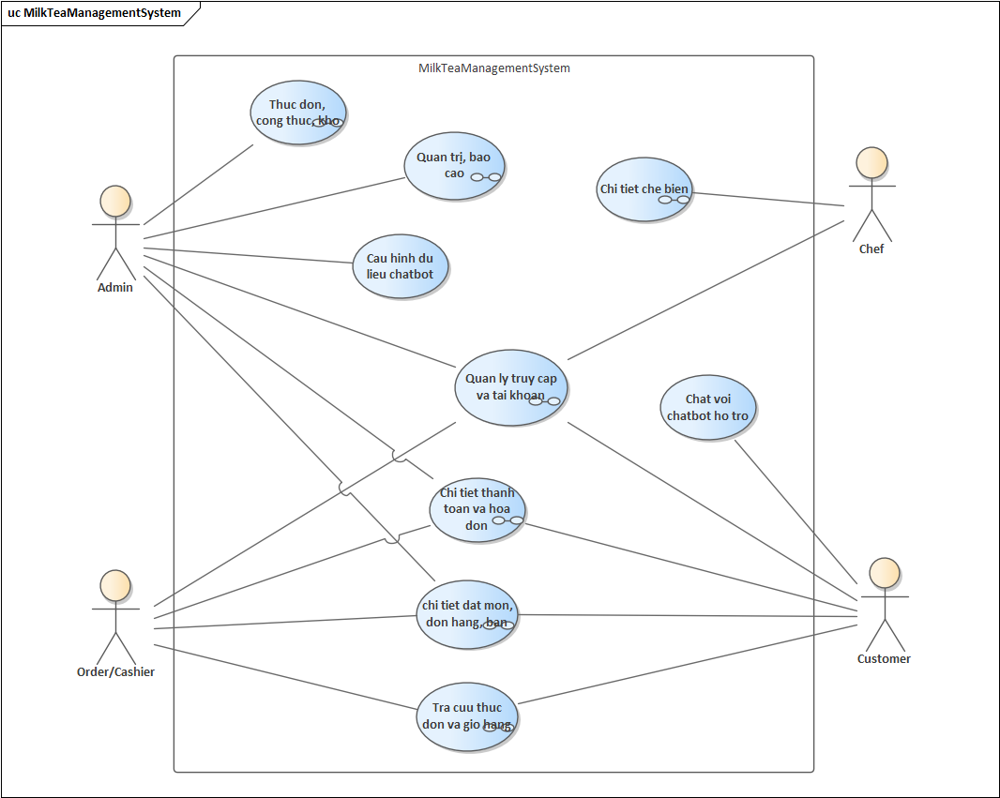 uc MilkTeaManagementSystem
MilkTeaManagementSystem
Thuc don,
cong thuc, kho
Quan trị, bao
cao
Chi tiet che bien
Chef
Cau hinh du
lieu chatbot
Admin
Quan ly truy cap
va tai khoan
Chat voi
chatbot ho tro
Chi tiet thanh
toan va hoa
don
chi tiet dat mon,
don hang, ban
Order/Cashier
Customer
Tra cuu thuc
don va gio hang